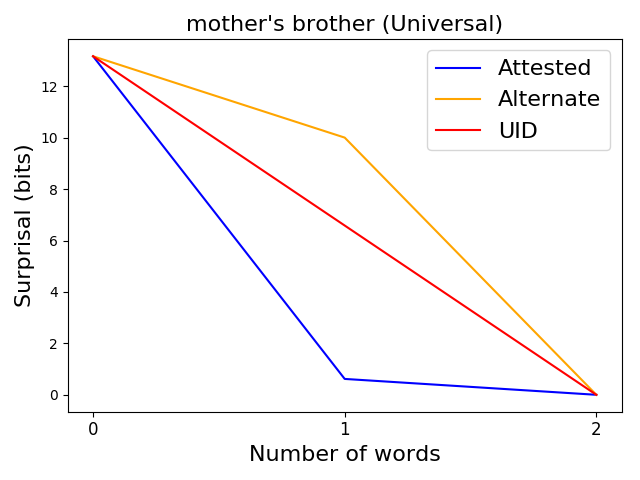 mother's brother (Universal)
Attested
Alternate
UID
Surprisal (bits)
12
10
8
6
4
2
0
0 1 2
Number of words